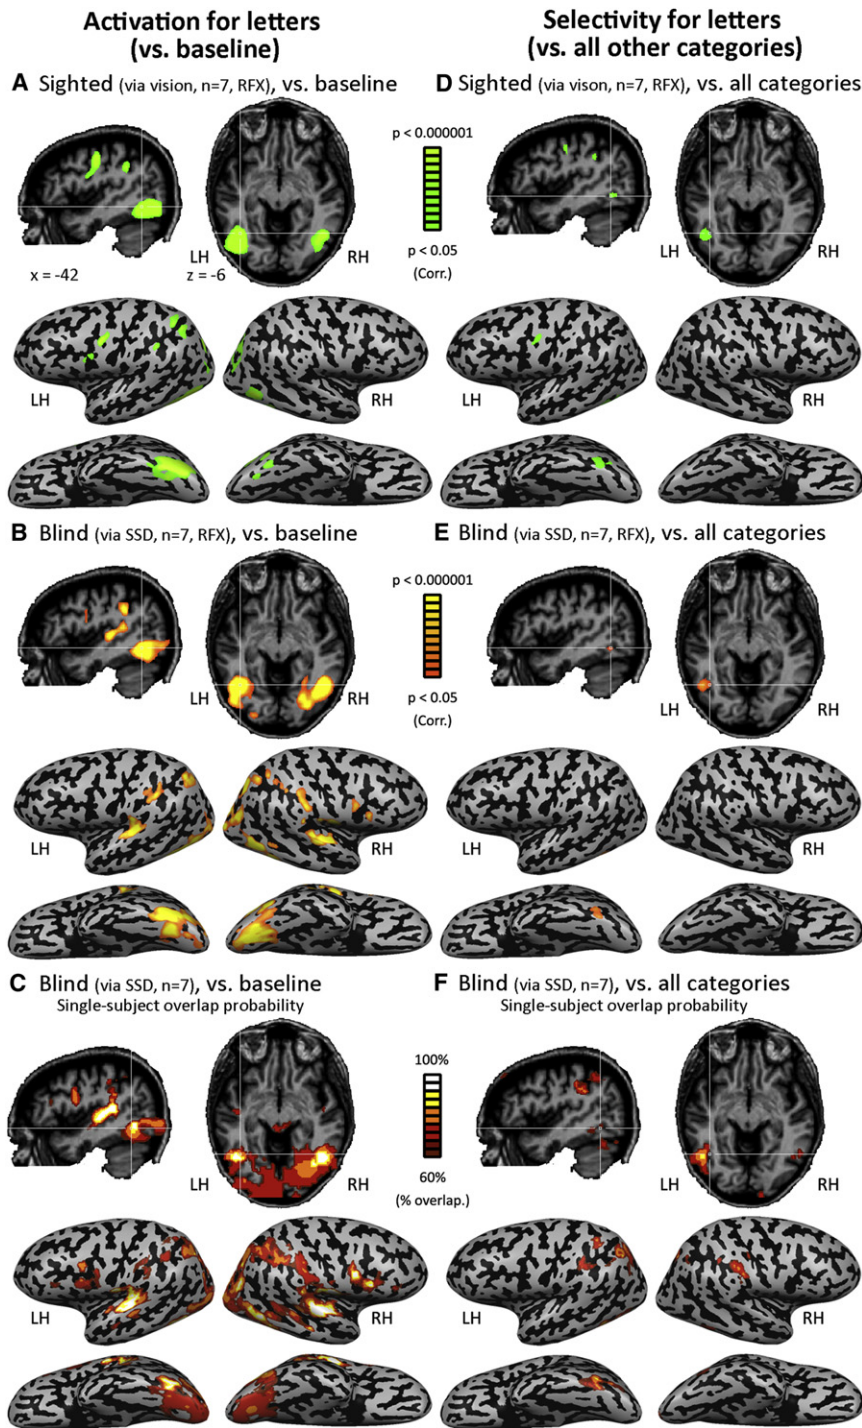 Activation for letters
(vs. baseline)
Selectivity for letters
(vs. all other categories)
A Sighted (via vision, n=7, RFX), vs. baseline
D Sighted (via vison, n=7, RFX), vs. all categories
p < 0.000001
p < 0.05
(Corr.)
LH
RH
x = -42
z = -6
LH
RH
LH
RH
LH
RH
B Blind (via SSD, n=7, RFX), vs. baseline
E Blind (via SSD, n=7, RFX), vs. all categories
p < 0.000001
p < 0.05
(Corr.)
LH
RH
LH
RH
LH
RH
LH
RH
C Blind (via SSD, n=7), vs. baseline
Single-subject overlap probability
F Blind (via SSD, n=7), vs. all categories
Single-subject overlap probability
100%
60%
(% overlap.)
LH
RH
LH
RH
LH
RH
LH
RH